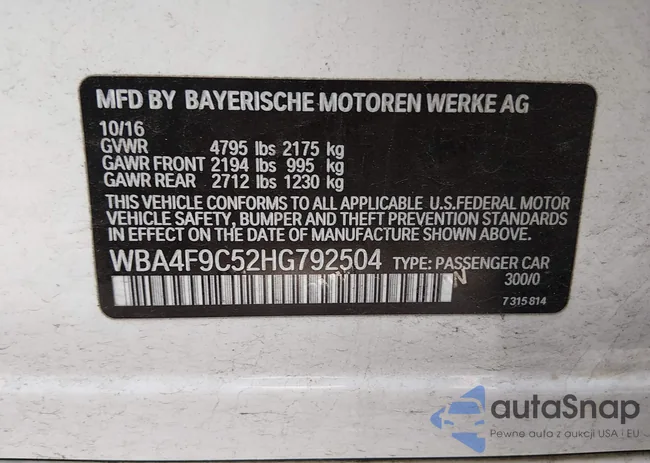 MFD BY BAYERISCHE MOTOREN WERKE AG
10/16
GVWR 4795 lbs 2175 kg
GAWR FRONT 2194 lbs 995 kg
GAWR REAR 2712 lbs 1230 kg
THIS VEHICLE CONFORMS TO ALL APPLICABLE U.S.FEDERAL MOTOR
VEHICLE SAFETY, BUMPER AND THEFT PREVENTION STANDARDS
IN EFFECT ON THE DATE OF MANUFACTURE SHOWN ABOVE.
WBA4F9C52HG792504 TYPE: PASSENGER CAR
300/0
7 315 814
autaSnap
Pewne auta z aukcji USA i EU